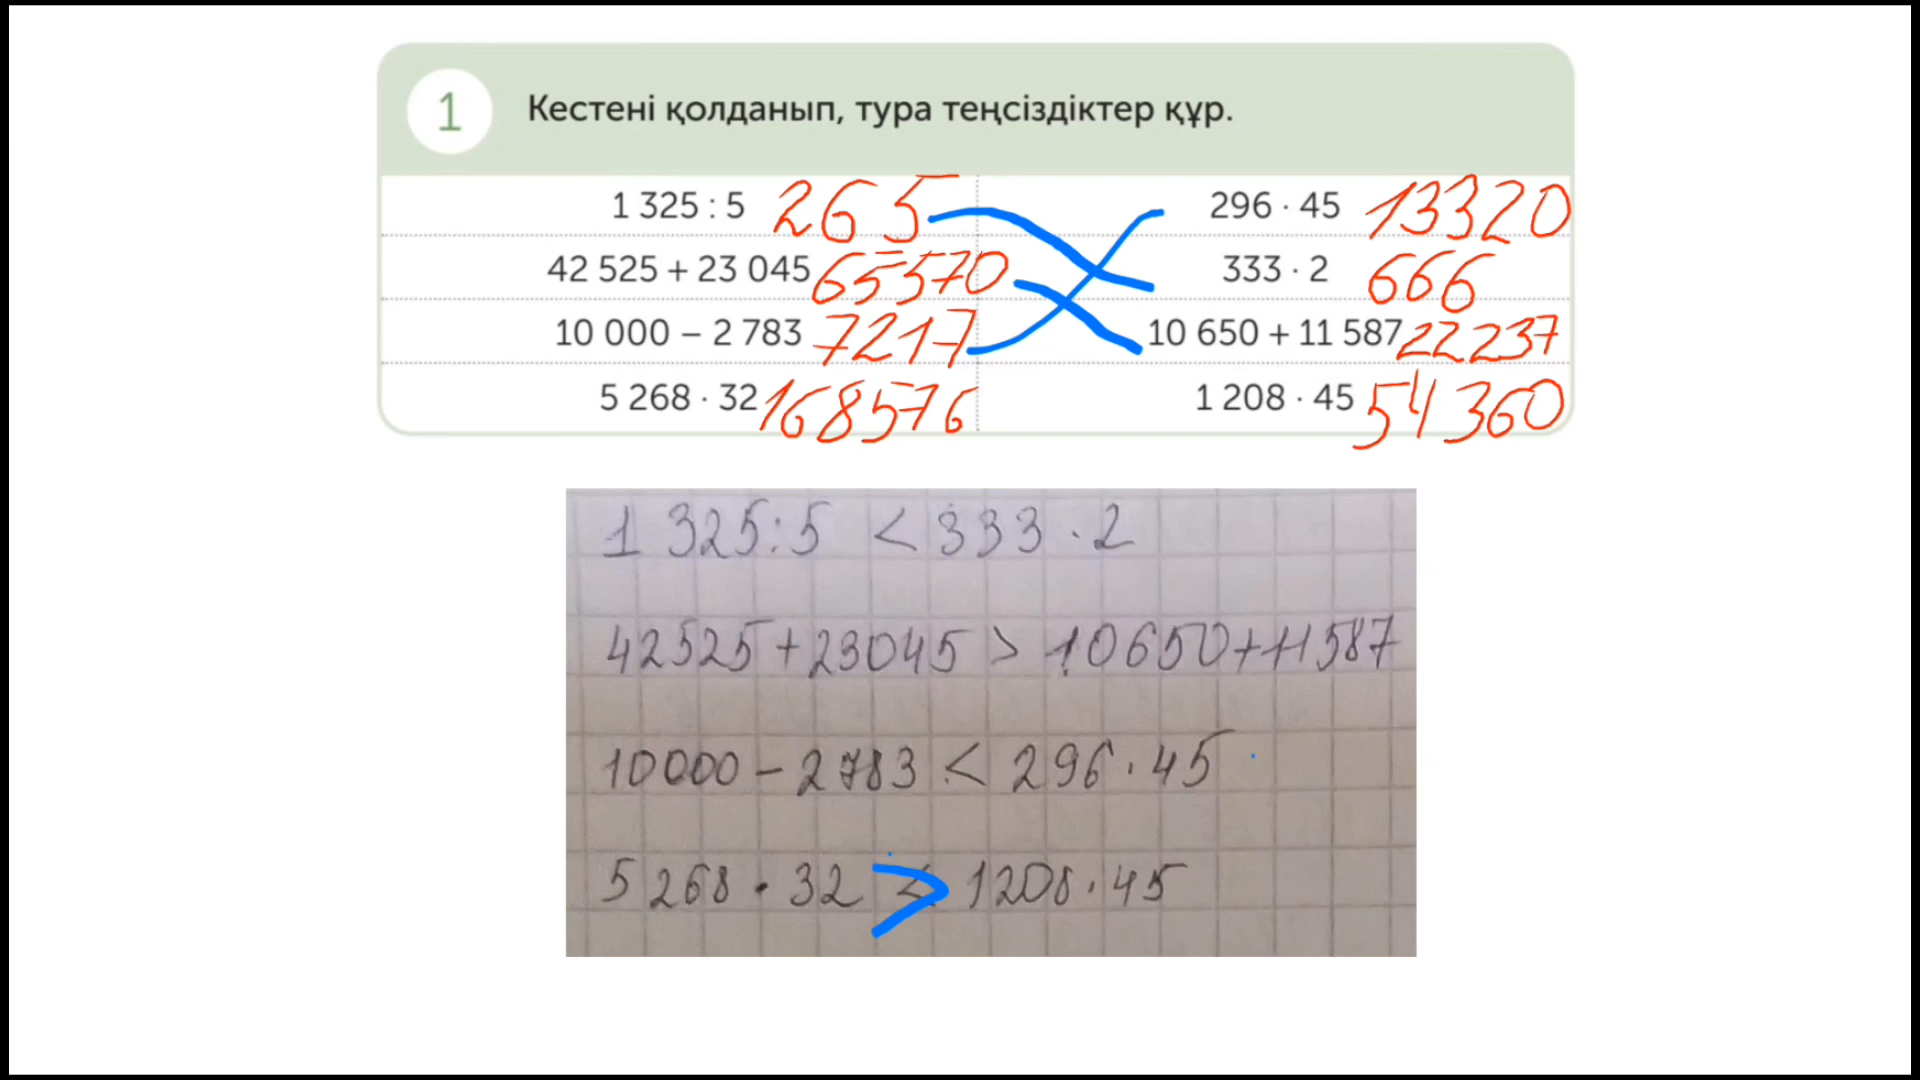 1 Кестені қолданып, тура теңсіздіктер құр.
1 325 : 5 265 296 · 45 13320
42 525 + 23 045 65570 333 · 2 666
10 000 – 2 783 7217 10 650 + 11 587 22237
5 268 · 32 168576 1 208 · 45 54360
1 325 : 5 < 333 · 2
42525 + 23045 > 10650 + 11587
10000 – 2783 < 296 · 45
5268 · 32 > 1208 · 45